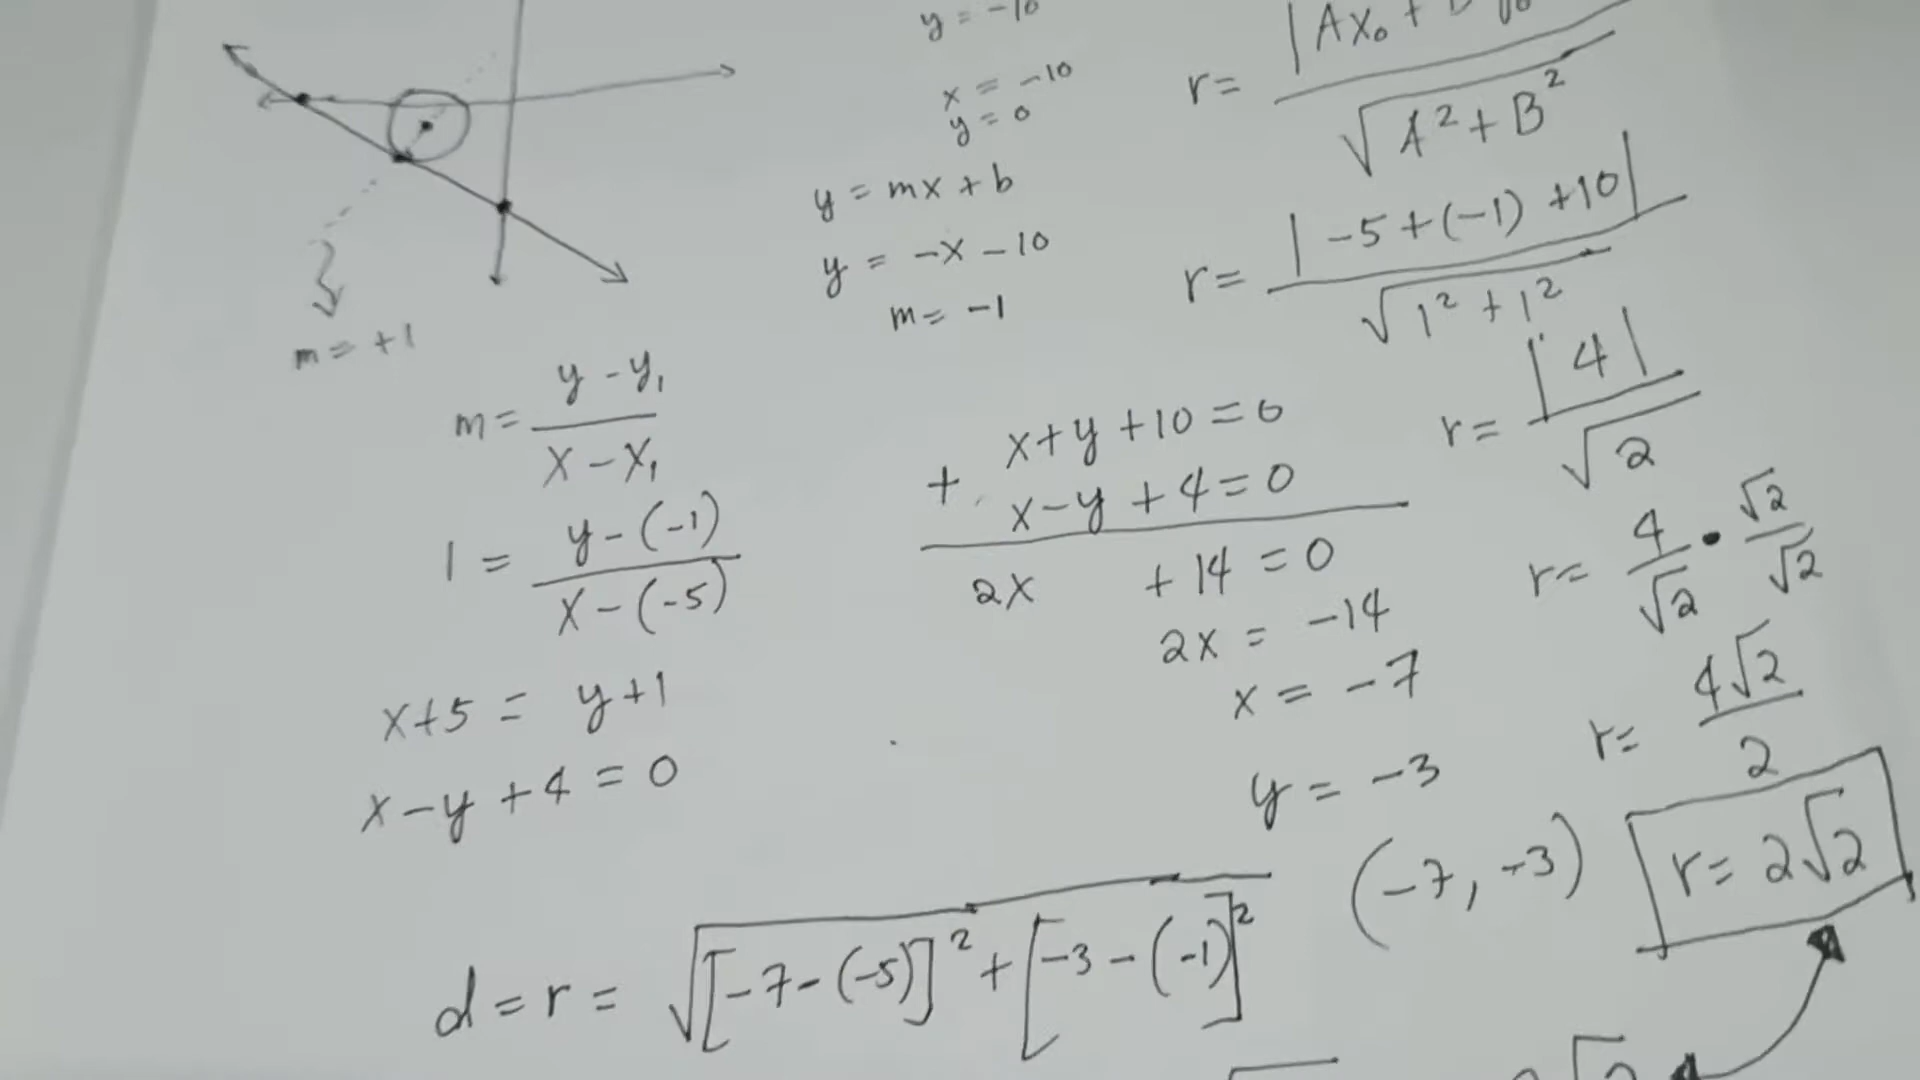 y = -10
x = -10
y = 0
y = mx + b
y = -x - 10
m = -1
m = +1
m = (y - y₁)/(x - x₁)
1 = (y - (-1))/(x - (-5))
x + 5 = y + 1
x - y + 4 = 0
x + y + 10 = 0
+ x - y + 4 = 0
2x + 14 = 0
2x = -14
x = -7
y = -3
(-7, -3)
r = |Ax₀ +
√(A² + B²)
r = |-5 + (-1) + 10|/√(1² + 1²)
r = |4|/√2
r = 4/√2 • √2/√2
r = 4√2/2
r = 2√2
d = r = √([-7 - (-5)]² + [-3 - (-1)]²)